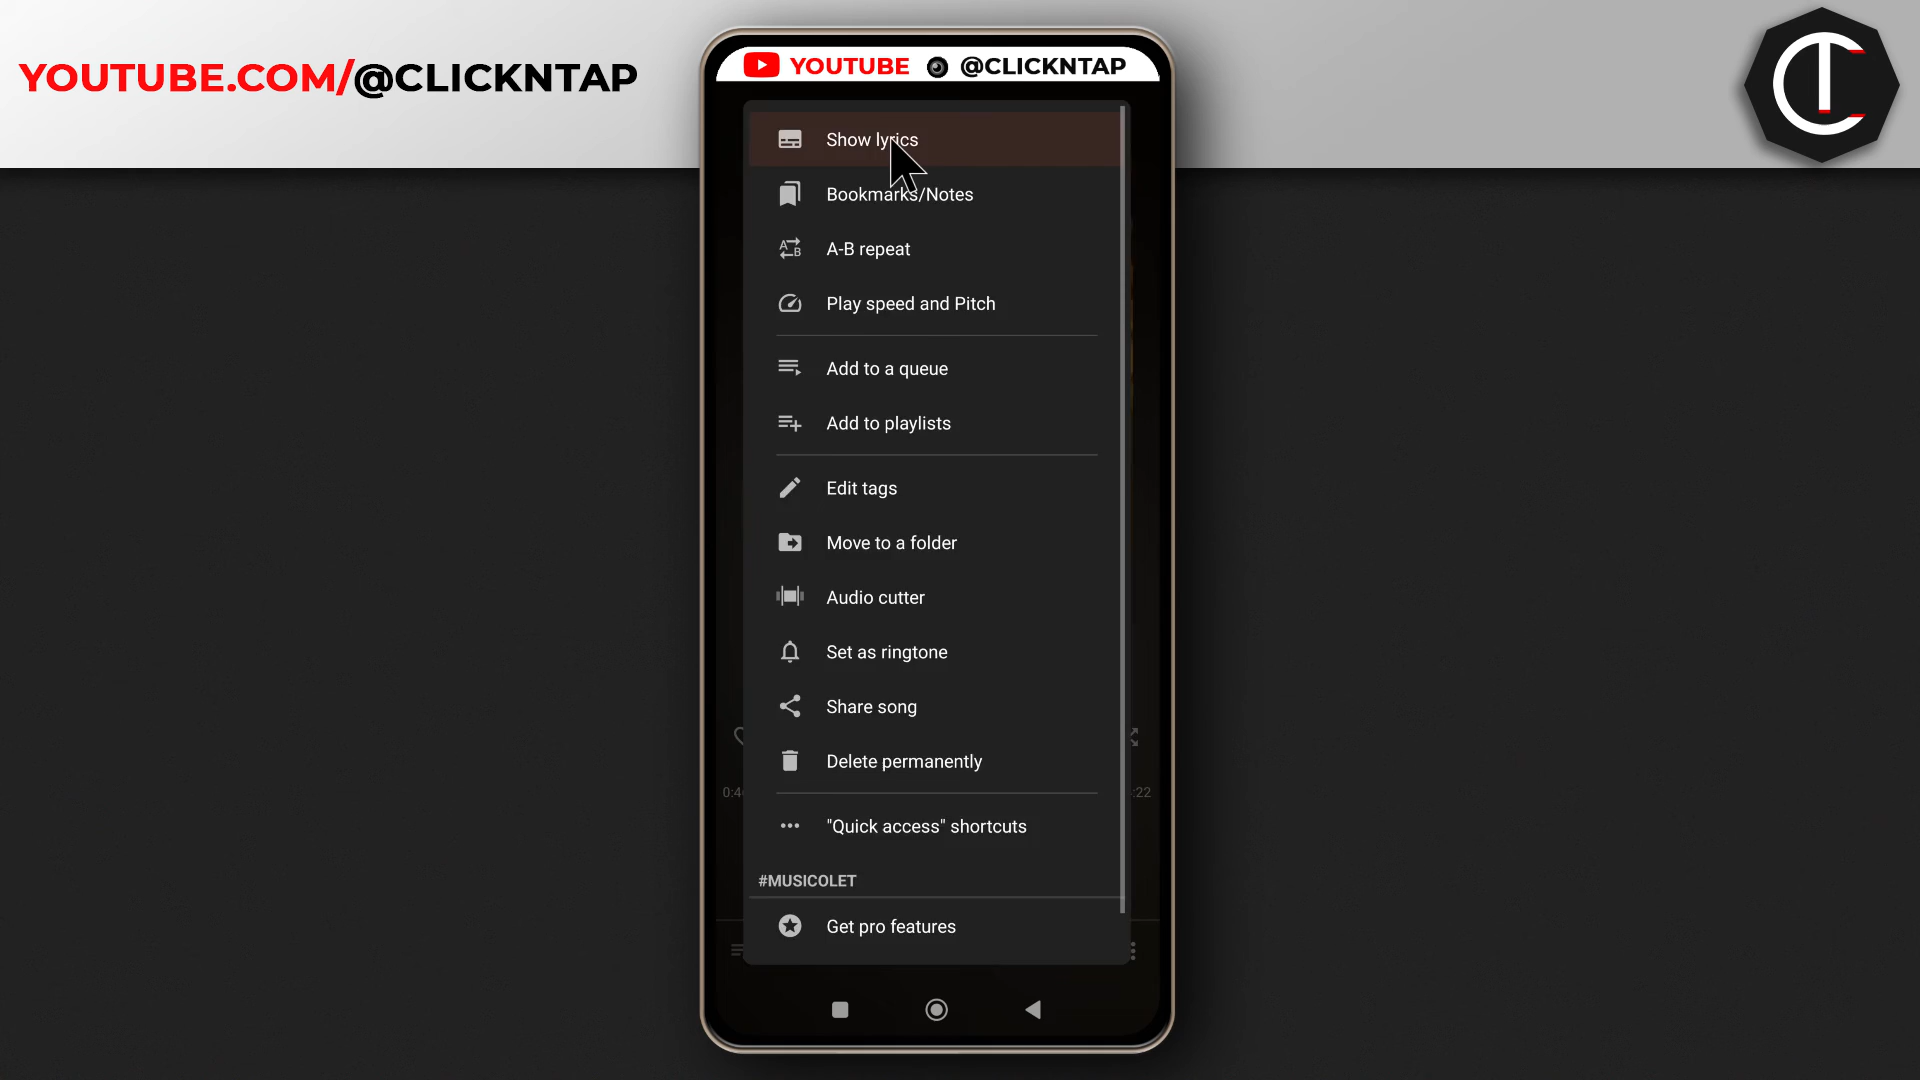 YOUTUBE.COM/@CLICKNTAP
YOUTUBE @CLICKNTAP
Show lyrics
Bookmarks/Notes
A-B repeat
Play speed and Pitch
Add to a queue
Add to playlists
Edit tags
Move to a folder
Audio cutter
Set as ringtone
Share song
Delete permanently
"Quick access" shortcuts
#MUSICOLET
Get pro features